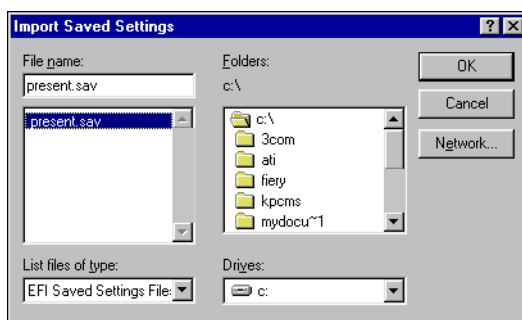 Import Saved Settings
File name:
present.sav
present.sav
List files of type:
EFI Saved Settings File:
Folders:
c:\
c:\
3com
ati
fiery
kpcms
mydocu~1
Drives:
c:
OK
Cancel
Network...